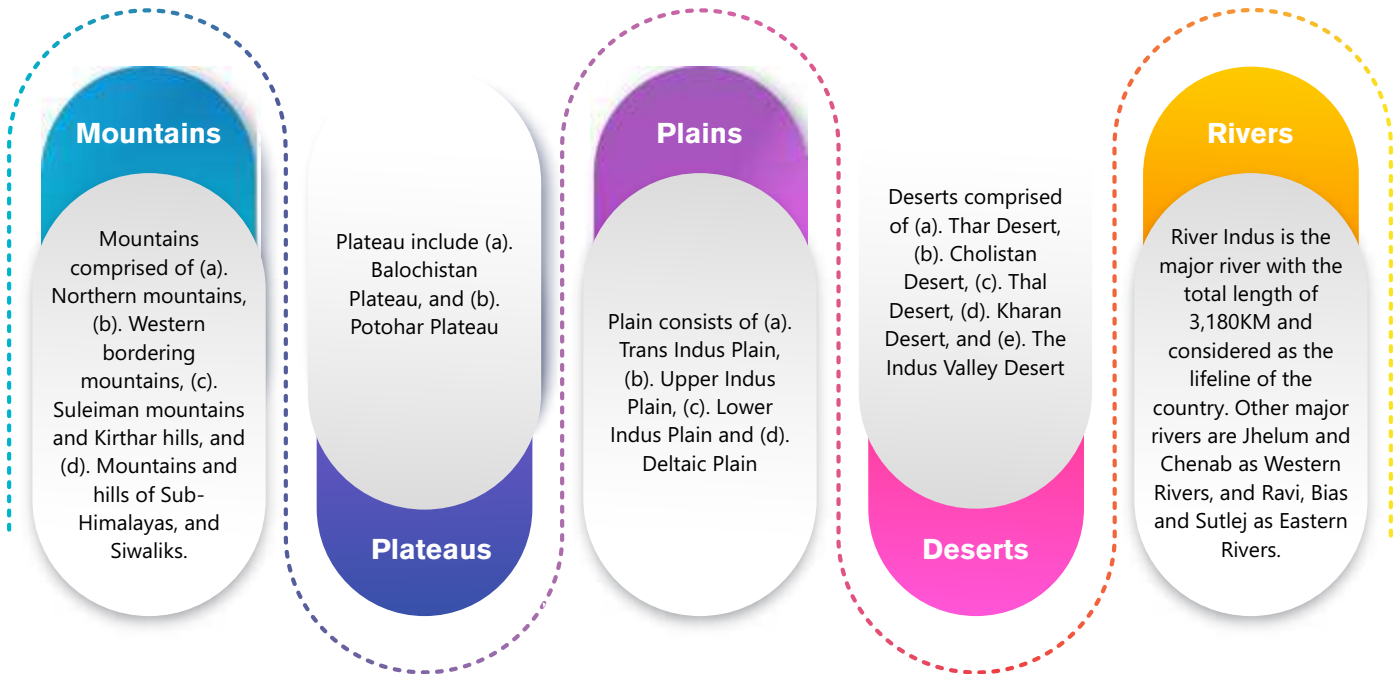 Mountains
Mountains
comprised of (a).
Northern mountains,
(b). Western
bordering
mountains, (c).
Suleiman mountains
and Kirthar hills, and
(d). Mountains and
hills of Sub-
Himalayas, and
Siwaliks.
Plateau include (a).
Balochistan
Plateau, and (b).
Potohar Plateau
Plateaus
Plains
Plain consists of (a).
Trans Indus Plain,
(b). Upper Indus
Plain, (c). Lower
Indus Plain and (d).
Deltaic Plain
Deserts comprised
of (a). Thar Desert,
(b). Cholistan
Desert, (c). Thal
Desert, (d). Kharan
Desert, and (e). The
Indus Valley Desert
Deserts
Rivers
River Indus is the
major river with the
total length of
3,180KM and
considered as the
lifeline of the
country. Other major
rivers are Jhelum and
Chenab as Western
Rivers, and Ravi, Bias
and Sutlej as Eastern
Rivers.